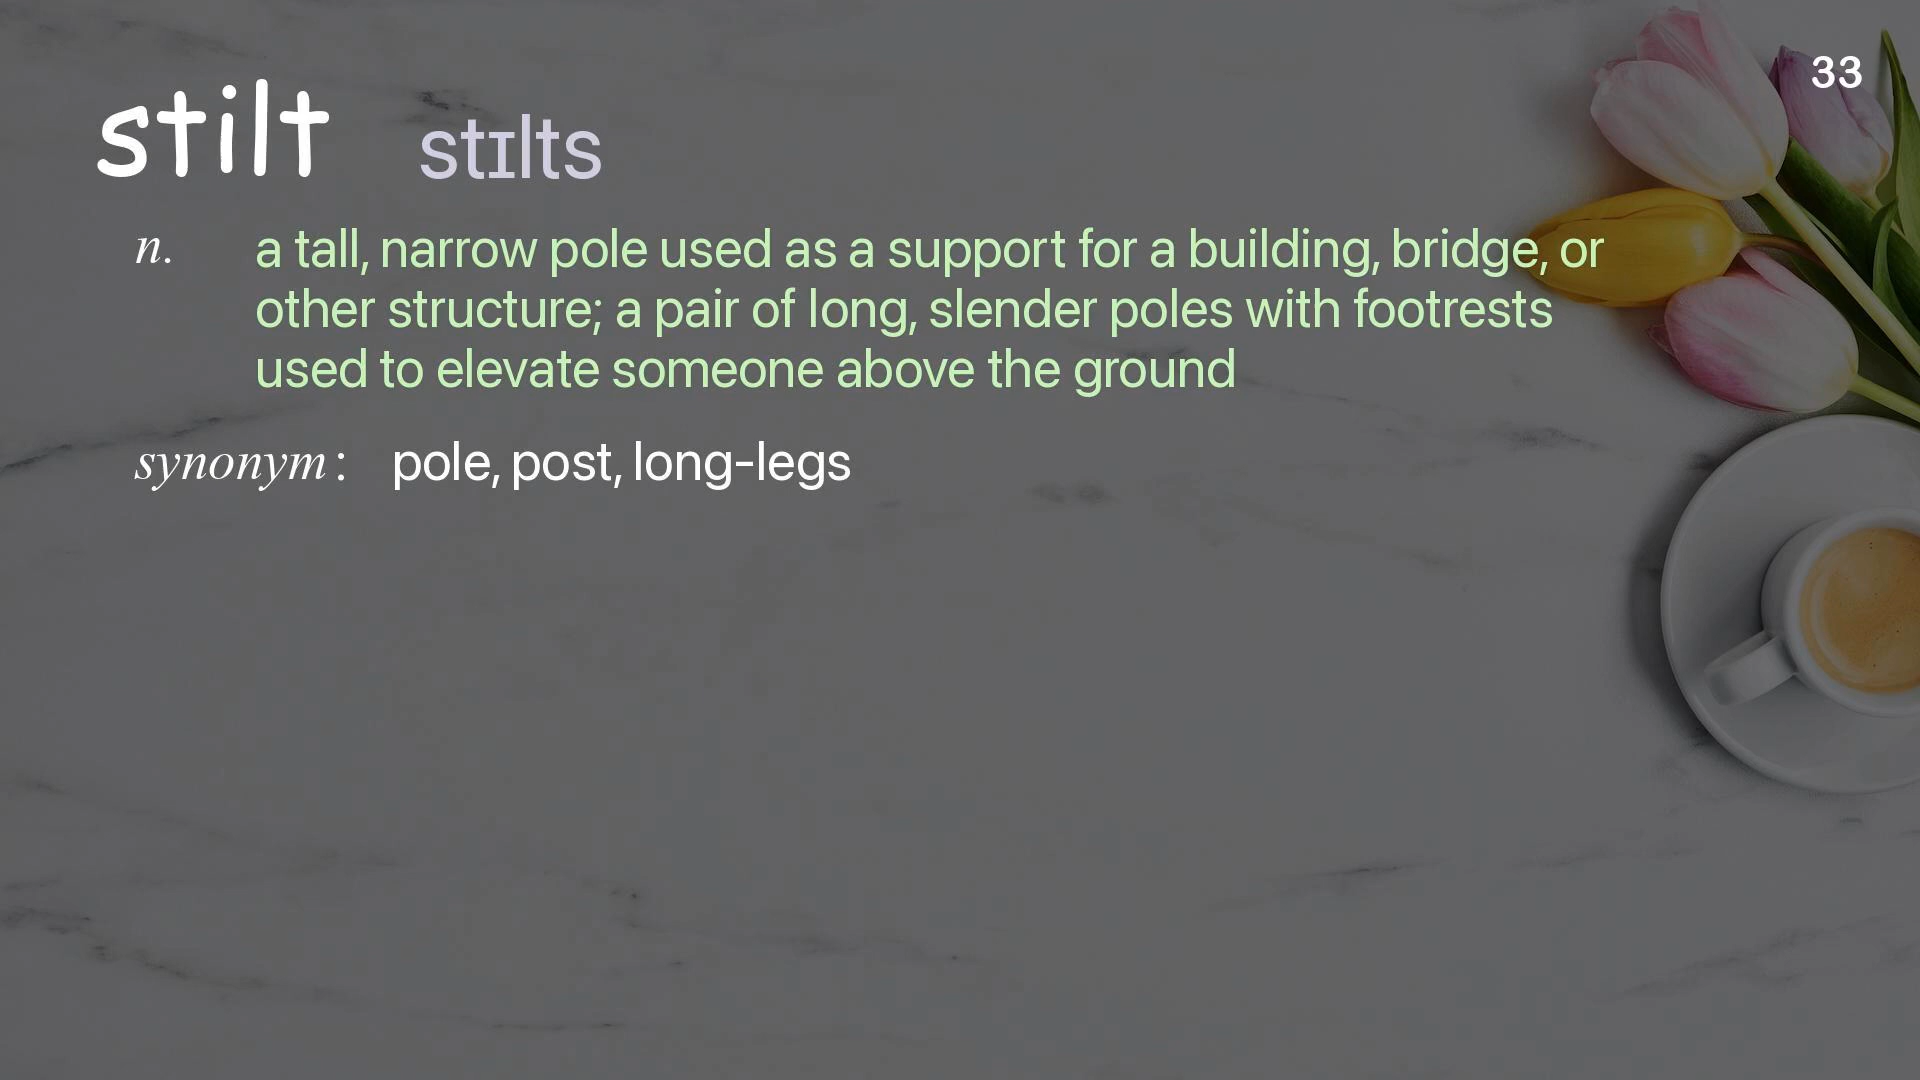 33
stilt stɪlts
n. a tall, narrow pole used as a support for a building, bridge, or
other structure; a pair of long, slender poles with footrests
used to elevate someone above the ground
synonym: pole, post, long-legs